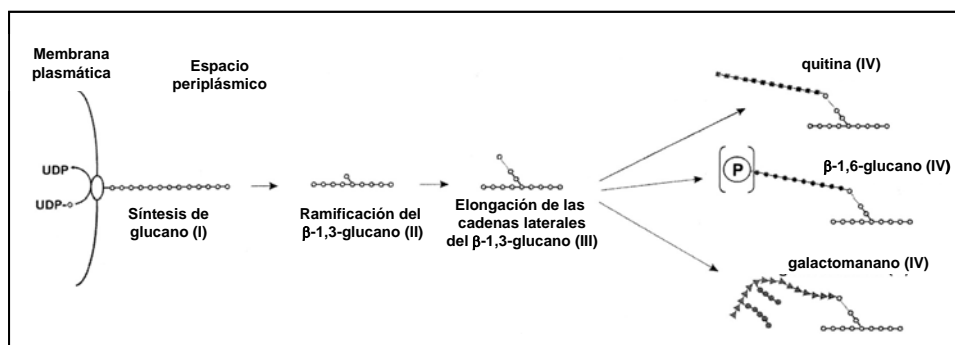 Membrana
plasmática
Espacio
periplásmico
UDP
UDP
Síntesis de
glucano (I)
Ramificación del
β-1,3-glucano (II)
Elongación de las
cadenas laterales
del β-1,3-glucano (III)
quitina (IV)
P
β-1,6-glucano (IV)
galactomanano (IV)